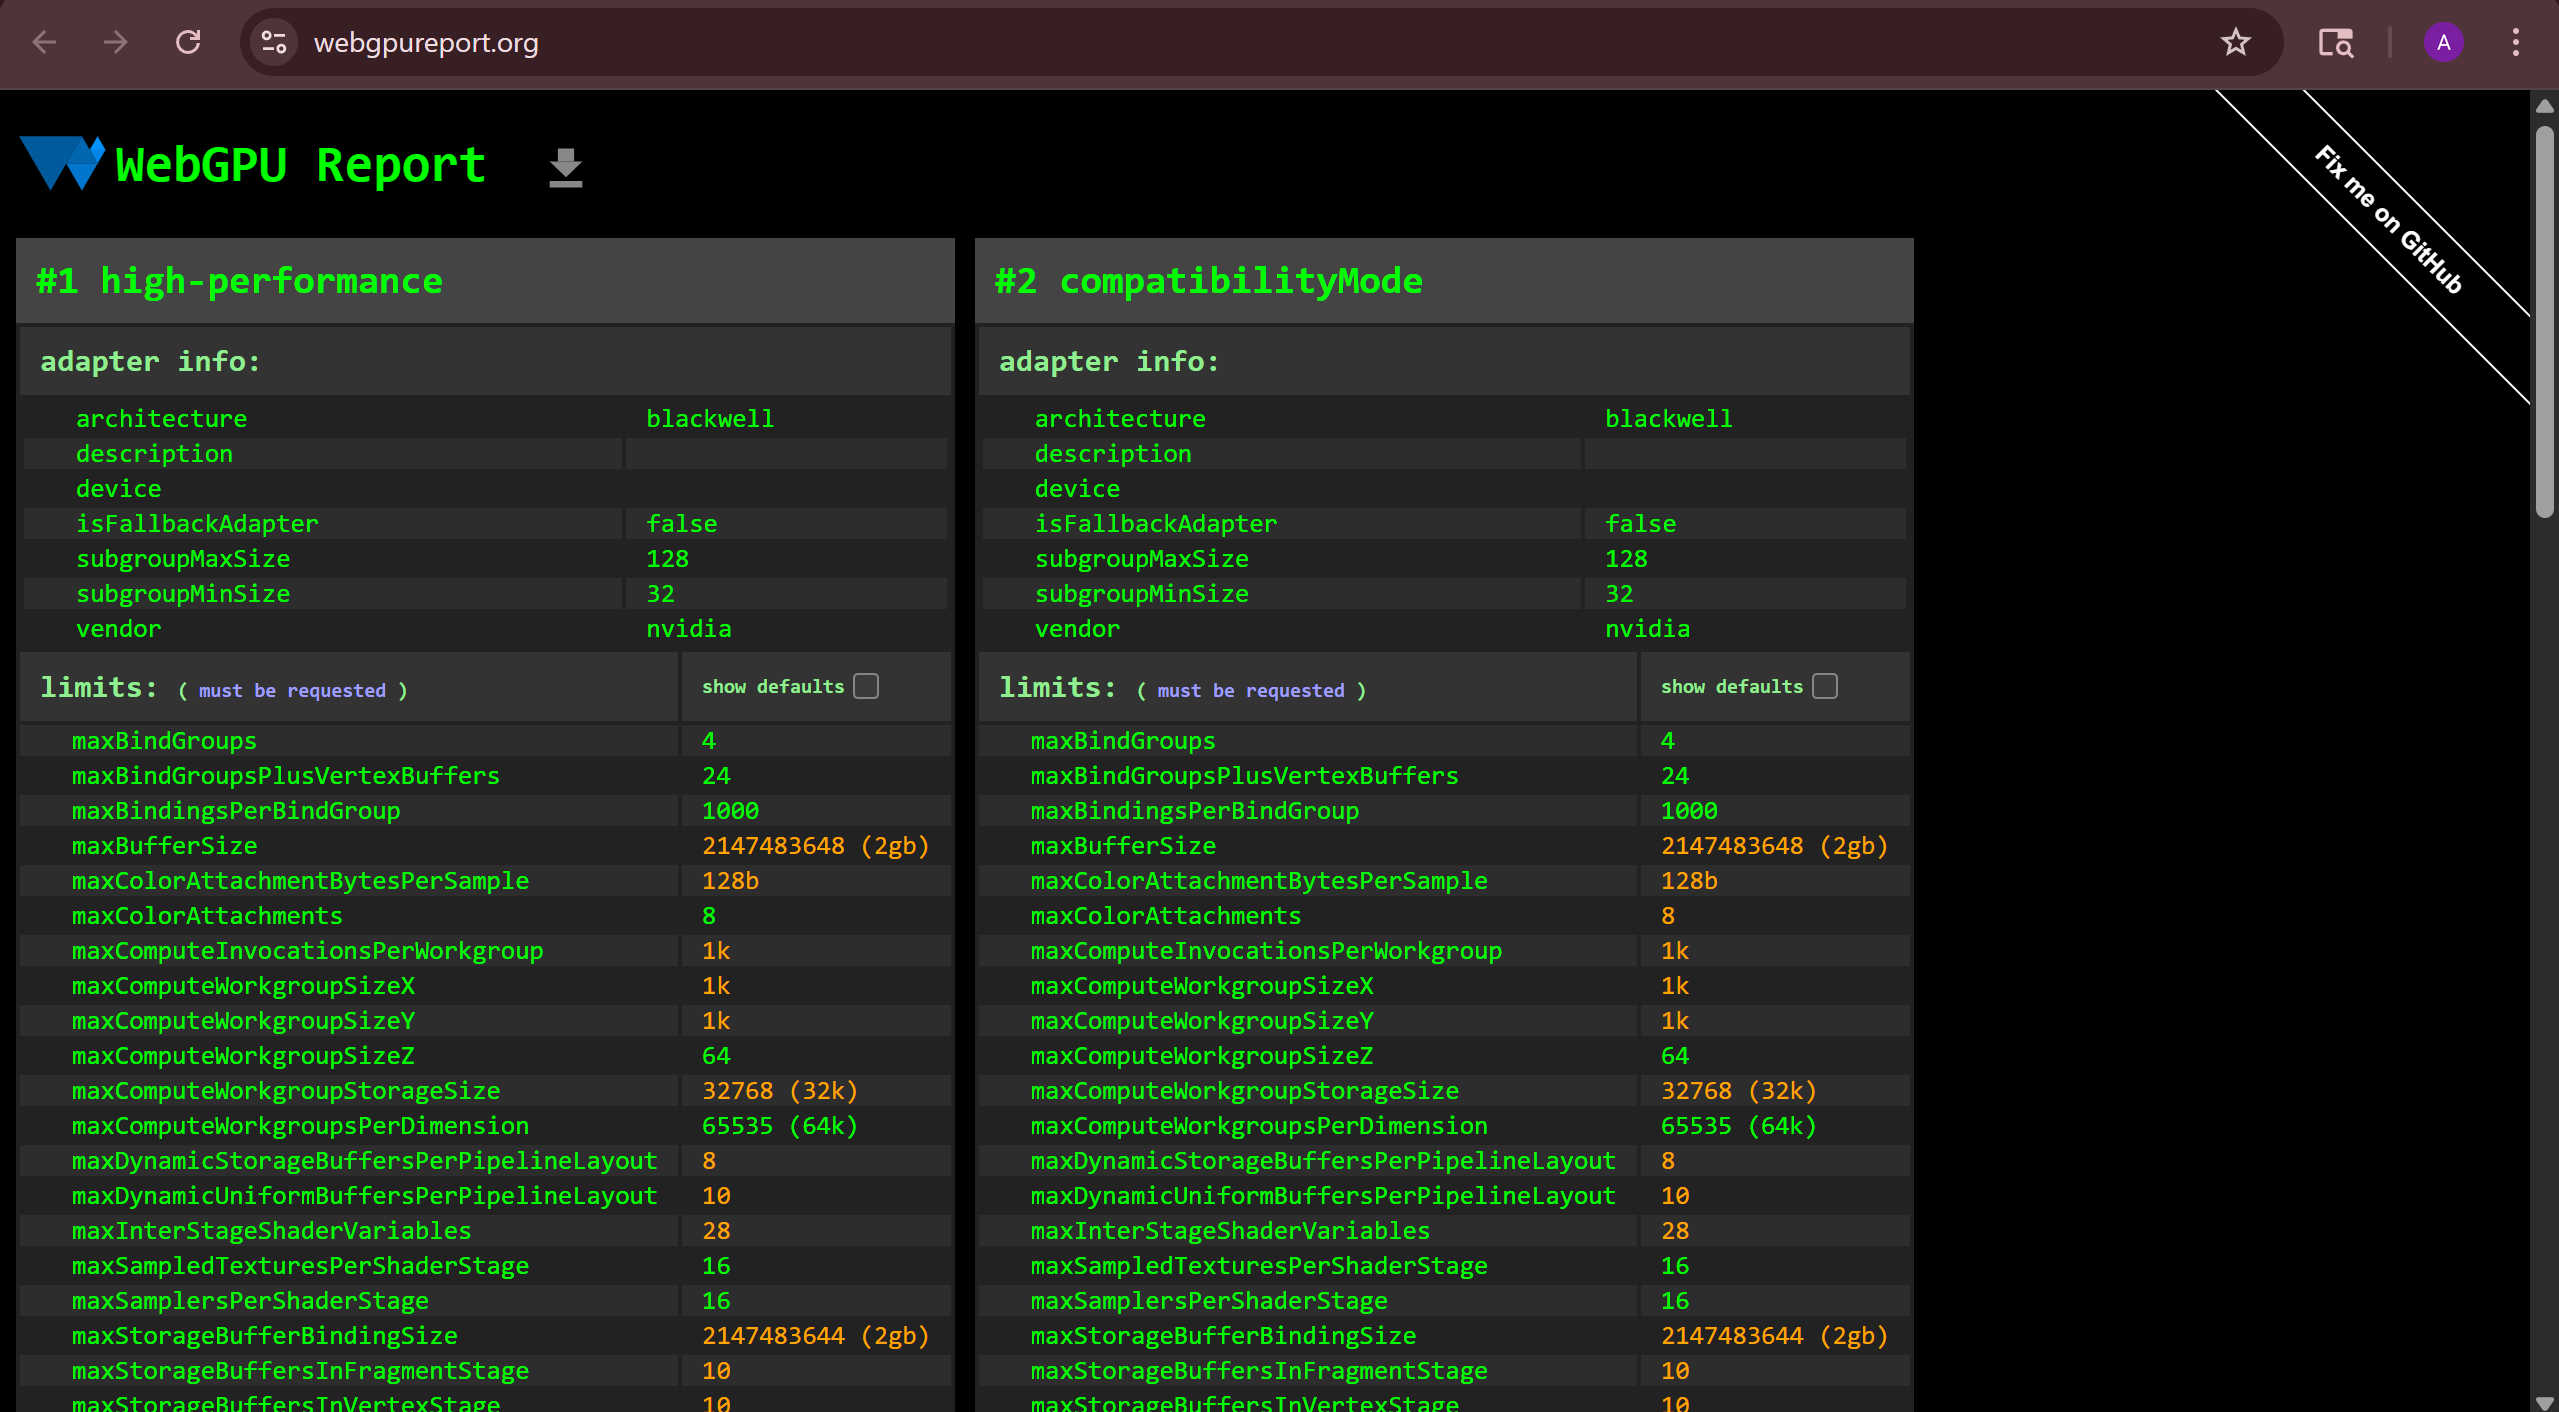 webgpureport.org
A
WebGPU Report
Fix me on GitHub
#1 high-performance
adapter info:
architecture blackwell
description
device
isFallbackAdapter false
subgroupMaxSize 128
subgroupMinSize 32
vendor nvidia
limits: ( must be requested ) show defaults
maxBindGroups 4
maxBindGroupsPlusVertexBuffers 24
maxBindingsPerBindGroup 1000
maxBufferSize 2147483648 (2gb)
maxColorAttachmentBytesPerSample 128b
maxColorAttachments 8
maxComputeInvocationsPerWorkgroup 1k
maxComputeWorkgroupSizeX 1k
maxComputeWorkgroupSizeY 1k
maxComputeWorkgroupSizeZ 64
maxComputeWorkgroupStorageSize 32768 (32k)
maxComputeWorkgroupsPerDimension 65535 (64k)
maxDynamicStorageBuffersPerPipelineLayout 8
maxDynamicUniformBuffersPerPipelineLayout 10
maxInterStageShaderVariables 28
maxSampledTexturesPerShaderStage 16
maxSamplersPerShaderStage 16
maxStorageBufferBindingSize 2147483644 (2gb)
maxStorageBuffersInFragmentStage 10
maxStorageBuffersInVertexStage 10
#2 compatibilityMode
adapter info:
architecture blackwell
description
device
isFallbackAdapter false
subgroupMaxSize 128
subgroupMinSize 32
vendor nvidia
limits: ( must be requested ) show defaults
maxBindGroups 4
maxBindGroupsPlusVertexBuffers 24
maxBindingsPerBindGroup 1000
maxBufferSize 2147483648 (2gb)
maxColorAttachmentBytesPerSample 128b
maxColorAttachments 8
maxComputeInvocationsPerWorkgroup 1k
maxComputeWorkgroupSizeX 1k
maxComputeWorkgroupSizeY 1k
maxComputeWorkgroupSizeZ 64
maxComputeWorkgroupStorageSize 32768 (32k)
maxComputeWorkgroupsPerDimension 65535 (64k)
maxDynamicStorageBuffersPerPipelineLayout 8
maxDynamicUniformBuffersPerPipelineLayout 10
maxInterStageShaderVariables 28
maxSampledTexturesPerShaderStage 16
maxSamplersPerShaderStage 16
maxStorageBufferBindingSize 2147483644 (2gb)
maxStorageBuffersInFragmentStage 10
maxStorageBuffersInVertexStage 10